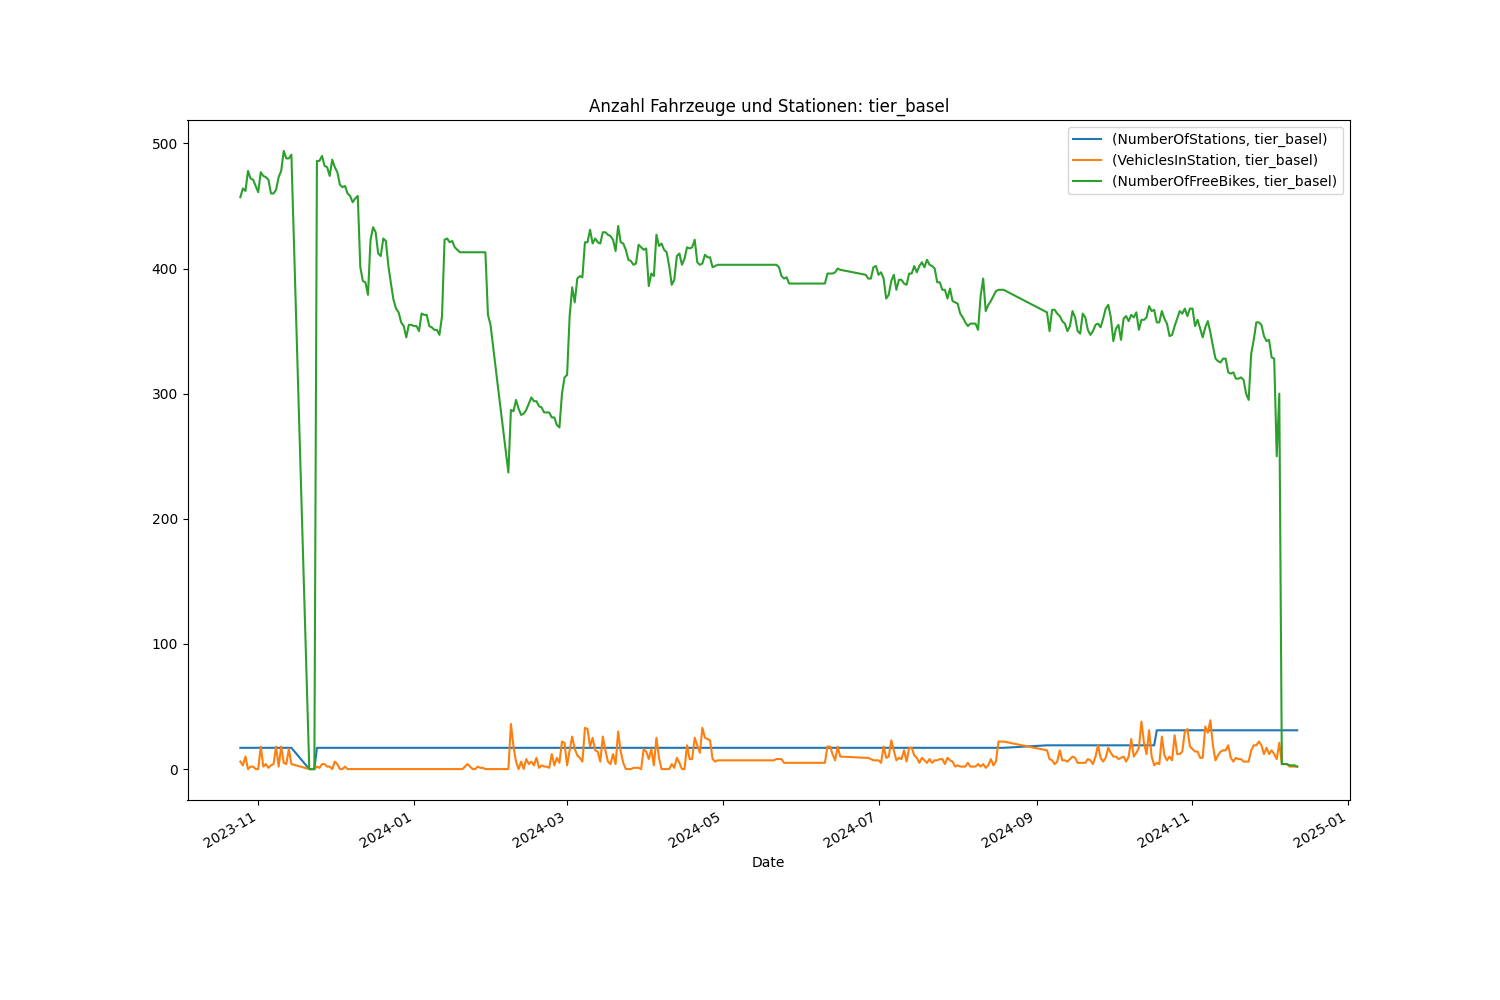 Anzahl Fahrzeuge und Stationen: tier_basel
(NumberOfStations, tier_basel)
(VehiclesInStation, tier_basel)
(NumberOfFreeBikes, tier_basel)
500
400
300
200
100
0
2023-11
2024-01
2024-03
2024-05
2024-07
2024-09
2024-11
2025-01
Date